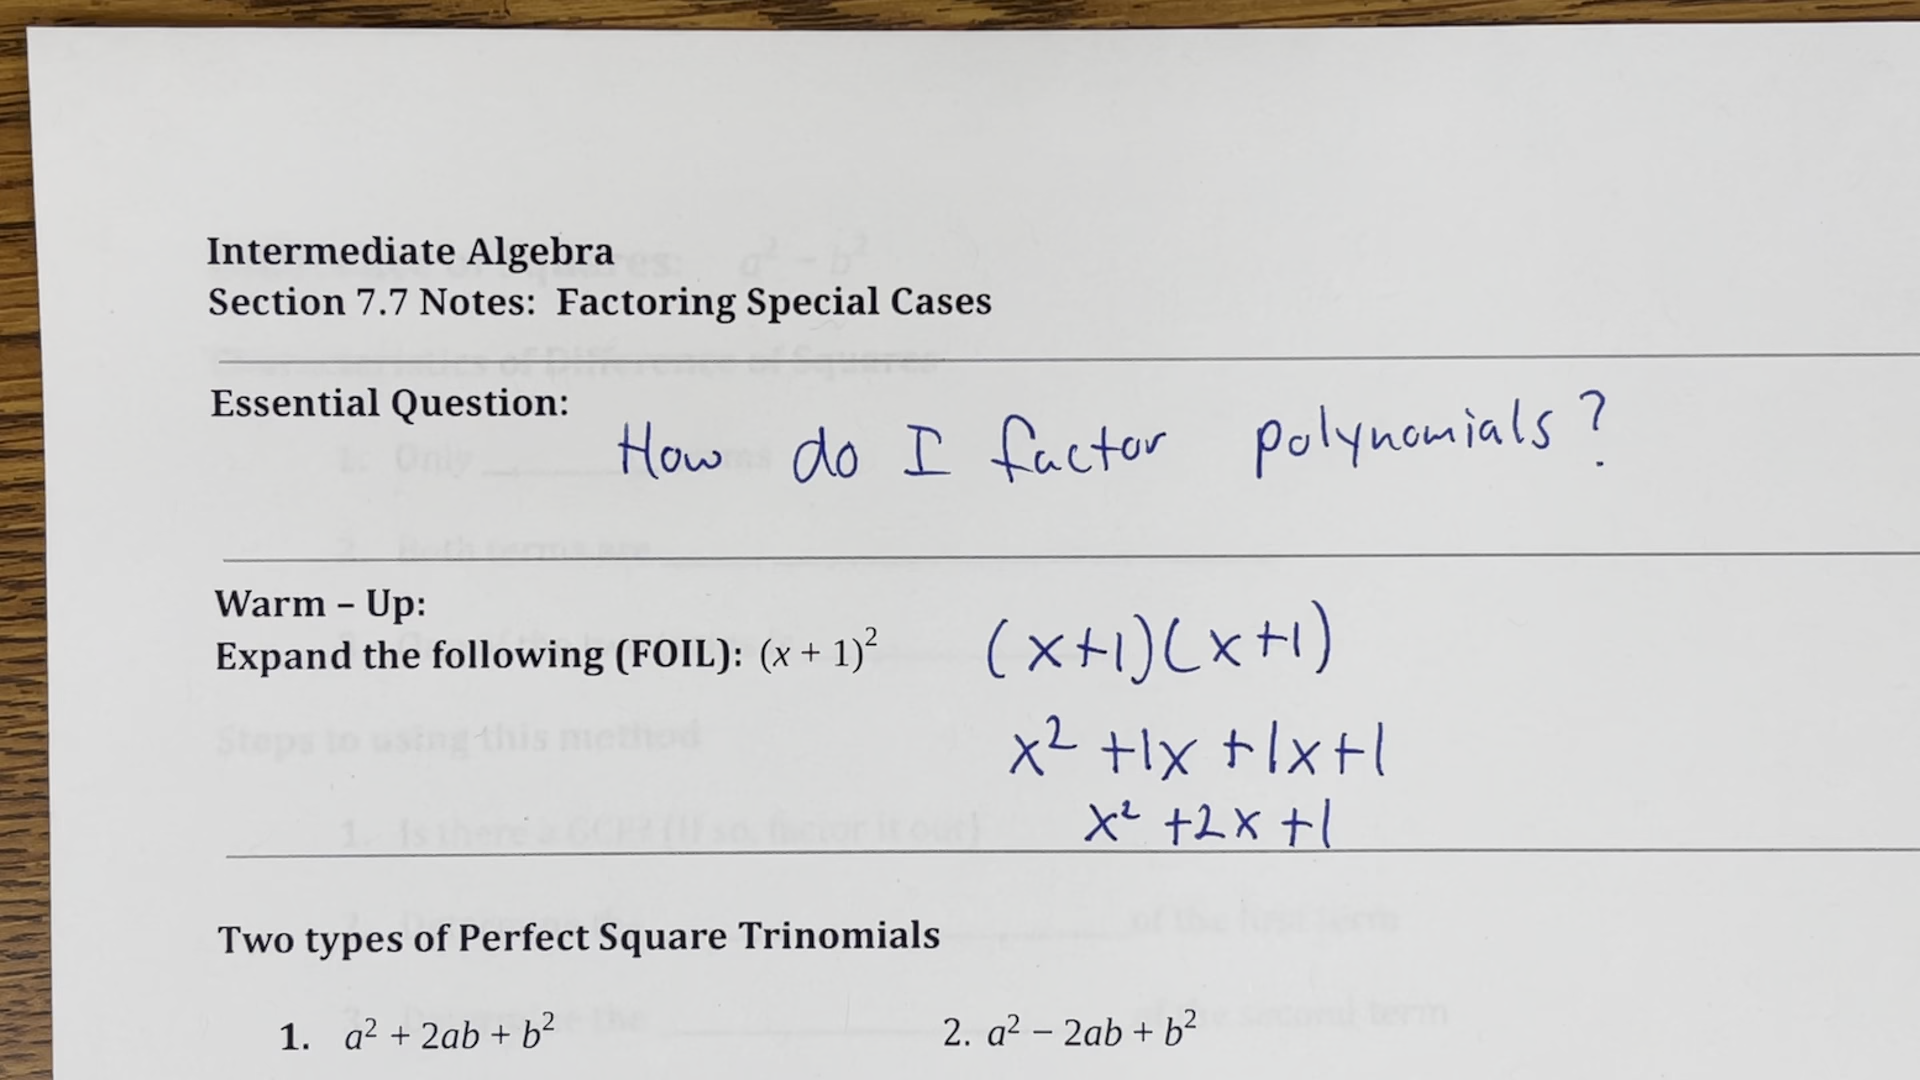 Intermediate Algebra
Section 7.7 Notes: Factoring Special Cases
Essential Question:
How do I factor polynomials?
Warm – Up:
Expand the following (FOIL): (x + 1)² (x+1)(x+1)
x² +1x +1x+1
x² +2x +1
Two types of Perfect Square Trinomials
1. a² + 2ab + b² 2. a² – 2ab + b²